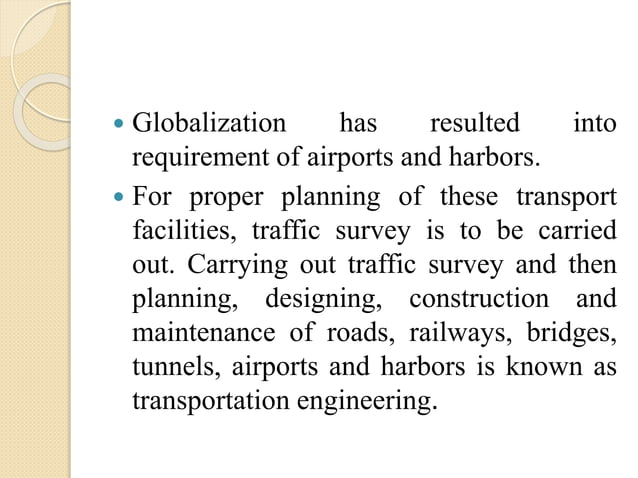 Globalization has resulted into
requirement of airports and harbors.
For proper planning of these transport
facilities, traffic survey is to be carried
out. Carrying out traffic survey and then
planning, designing, construction and
maintenance of roads, railways, bridges,
tunnels, airports and harbors is known as
transportation engineering.